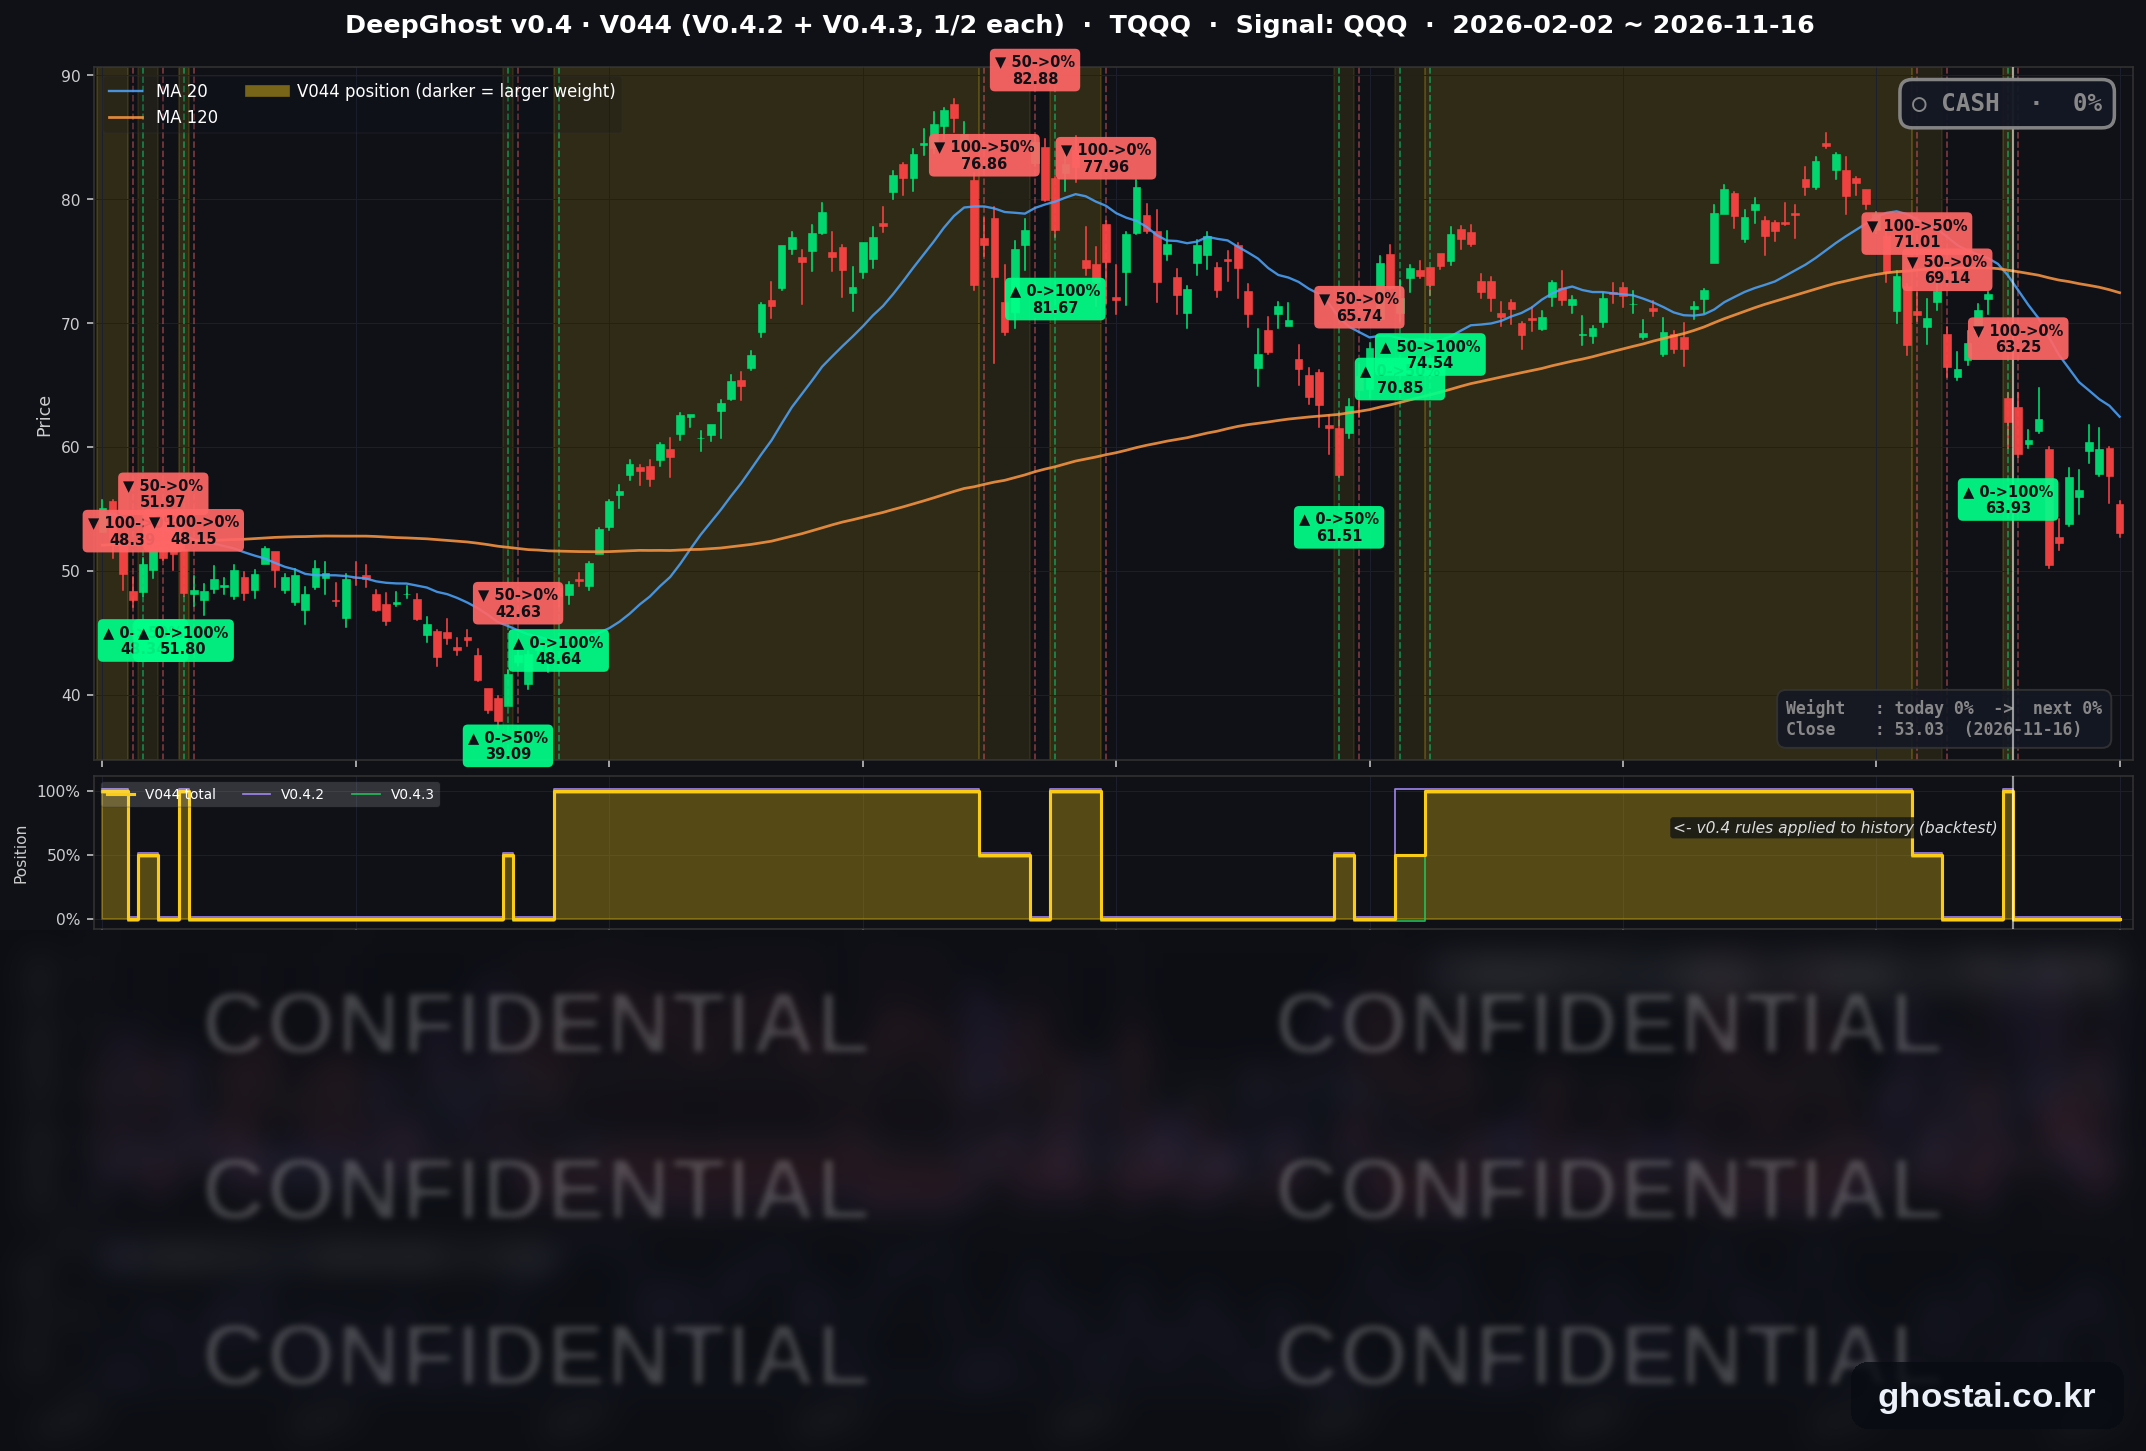 DeepGhost v0.4 · V044 (V0.4.2 + V0.4.3, 1/2 each) · TQQQ · Signal: QQQ · 2026-02-02 ~ 2026-11-16
MA 20
MA 120
V044 position (darker = larger weight)
○ CASH · 0%
Price
90
80
70
60
50
40
▼ 50->0%
51.97
▼ 100-
48.39
▼ 100->0%
48.15
▲ 0-
▲ 0->100%
51.80
▼ 50->0%
42.63
▲ 0->50%
39.09
▲ 0->100%
48.64
▼ 100->50%
76.86
▼ 50->0%
82.88
▲ 0->100%
81.67
▼ 100->0%
77.96
▲ 0->50%
61.51
▼ 50->0%
65.74
▲
70.85
▲ 50->100%
74.54
▼ 100->50%
71.01
▼ 50->0%
69.14
▲ 0->100%
63.93
▼ 100->0%
63.25
Weight : today 0% -> next 0%
Close : 53.03 (2026-11-16)
Position
100%
50%
0%
V044 total
V0.4.2
V0.4.3
<- v0.4 rules applied to history (backtest)
CONFIDENTIAL CONFIDENTIAL
CONFIDENTIAL CONFIDENTIAL
CONFIDENTIAL CONFIDENTIAL
ghostai.co.kr